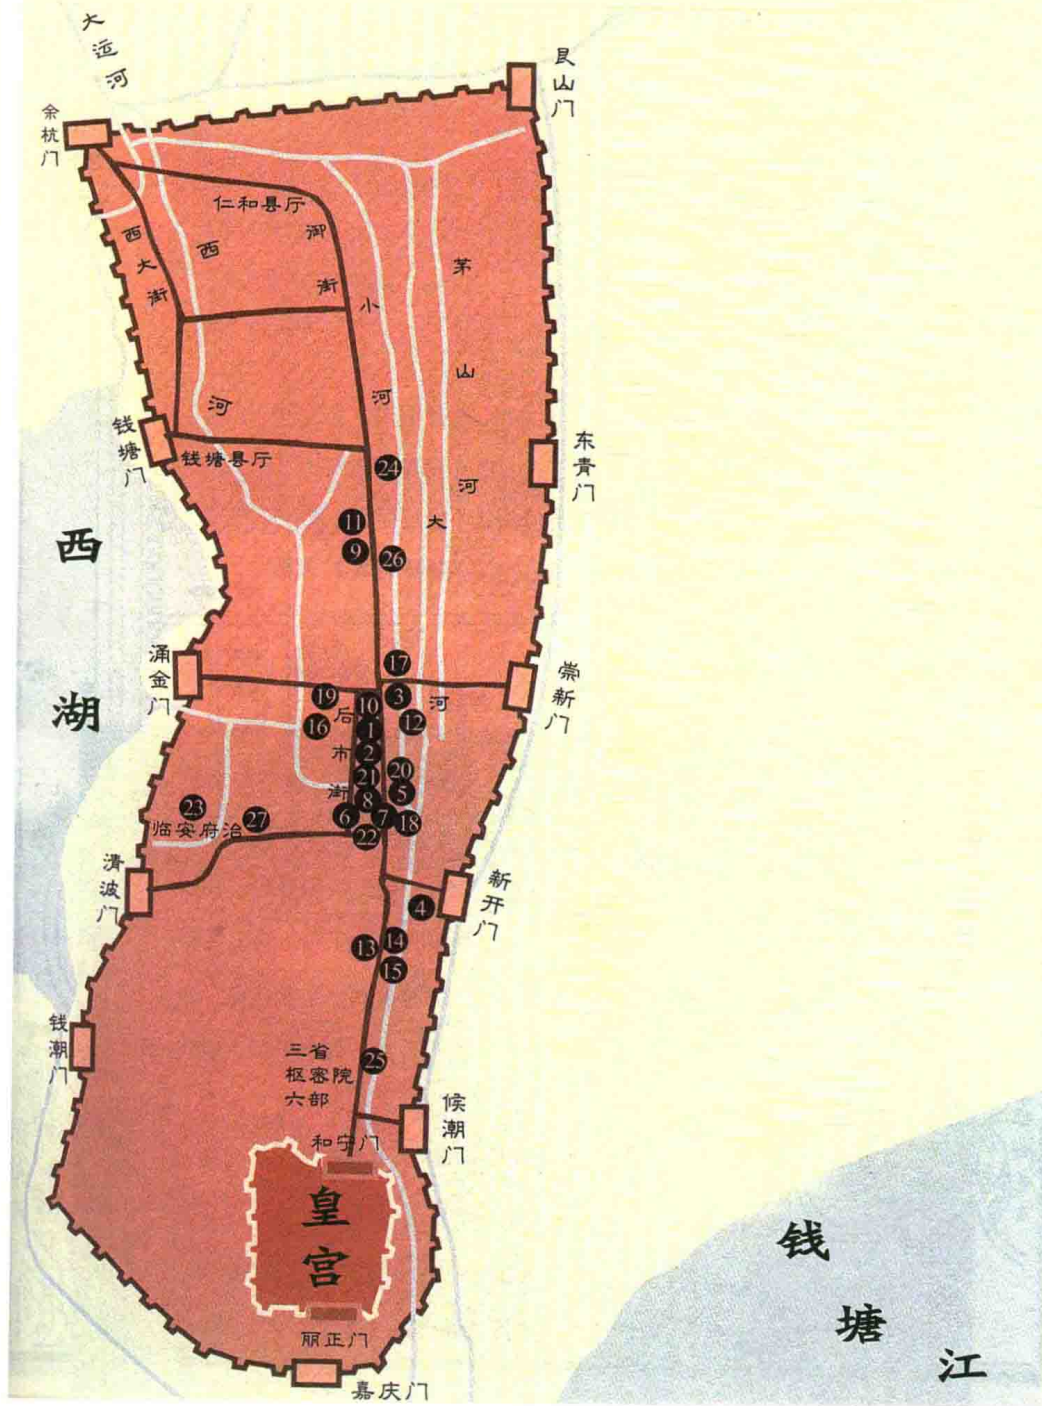 大运河
艮山门
余杭门
仁和县厅
西大街
西河
御街
小河
茅山河
大河
钱塘门
钱塘县厅
东青门
24
11
9
26
西湖
涌金门
崇新门
17
19
10
3
16
后市街
1
12
2
21
20
8
5
6
7
18
22
23
27
临安府治
清波门
新开门
4
13
14
15
钱潮门
三省
枢密院
六部
25
候潮门
和宁门
皇宫
丽正门
嘉庆门
钱塘江